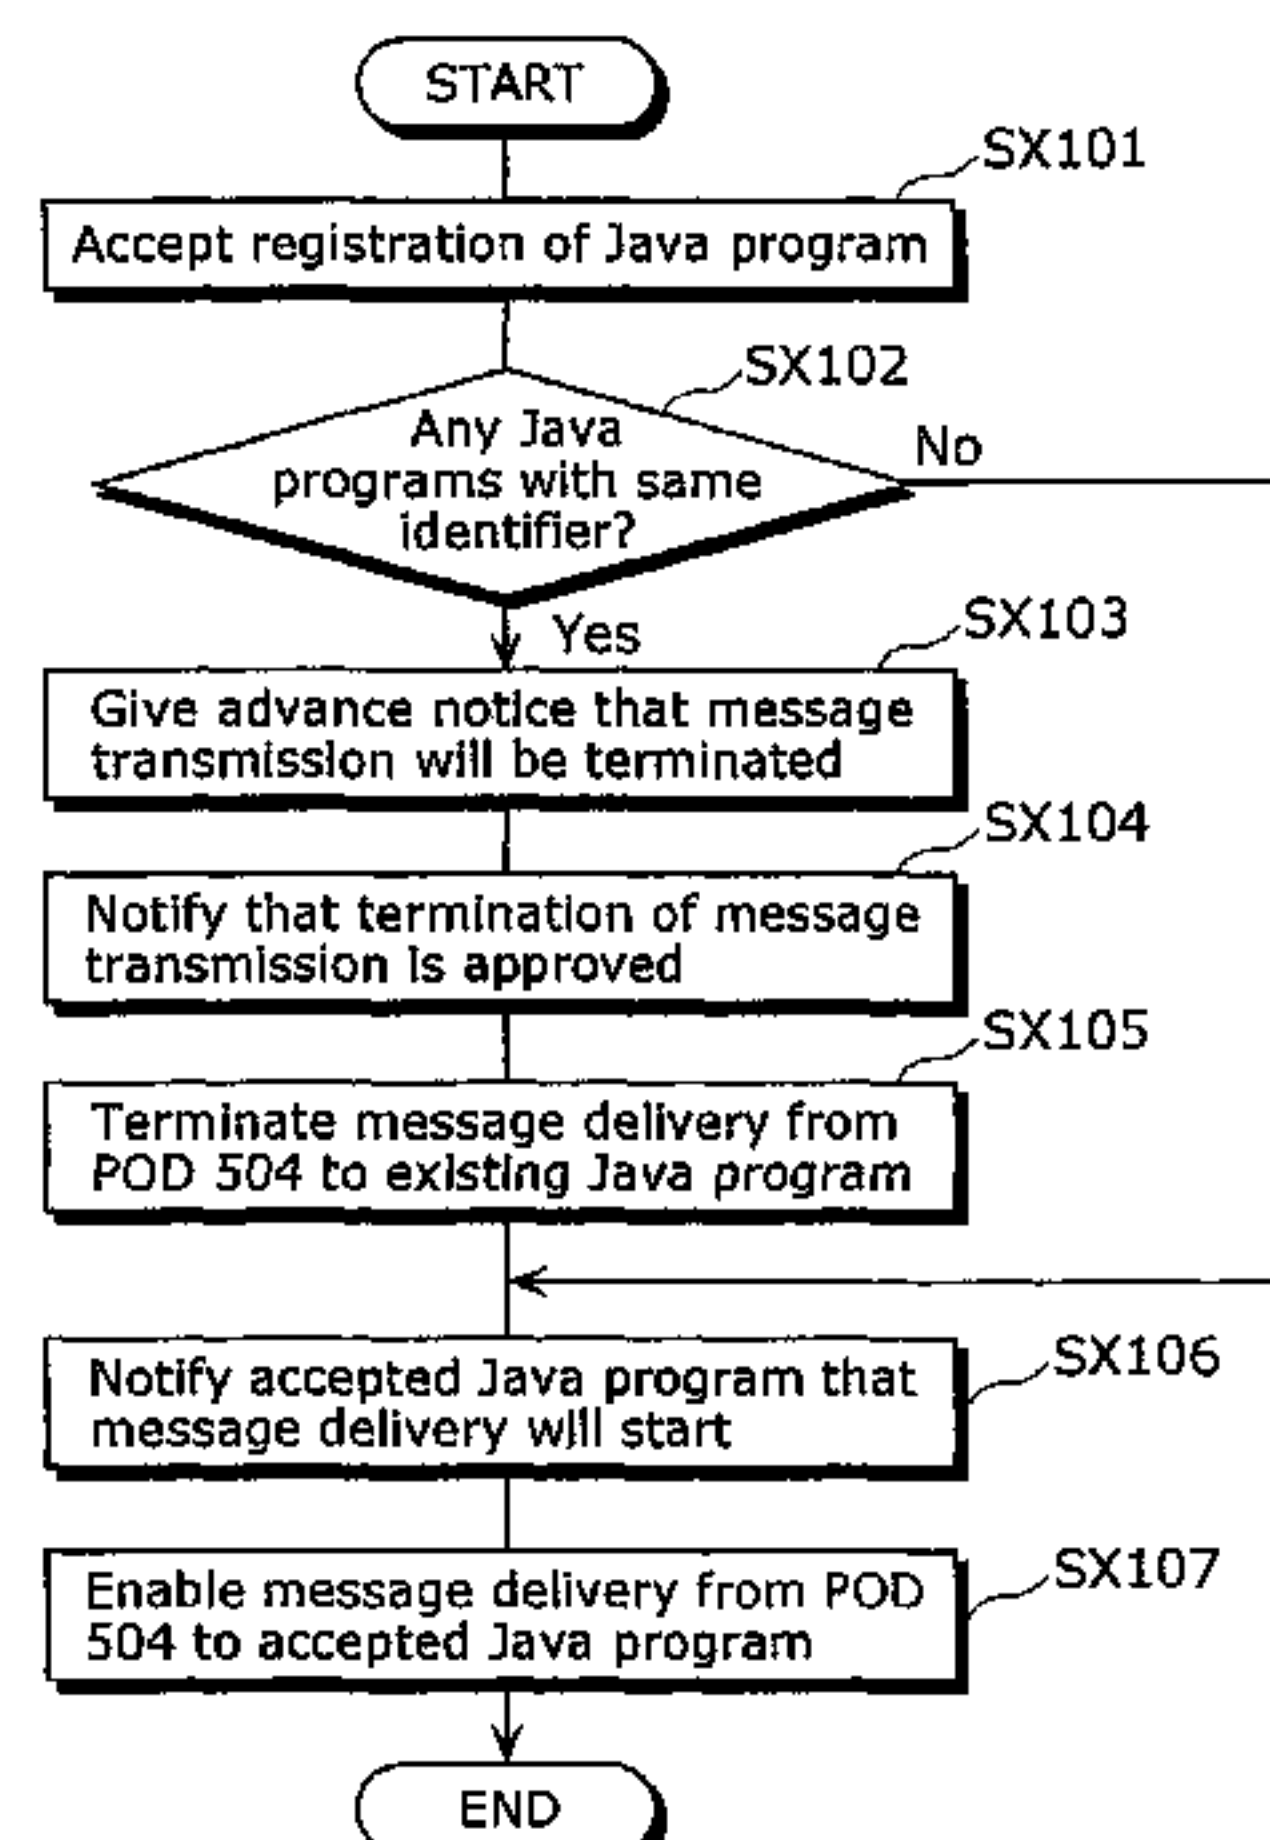 START
SX101
Accept registration of Java program
SX102
Any Java
programs with same
identifier?
No
Yes
SX103
Give advance notice that message
transmission will be terminated
SX104
Notify that termination of message
transmission is approved
SX105
Terminate message delivery from
POD 504 to existing Java program
SX106
Notify accepted Java program that
message delivery will start
SX107
Enable message delivery from POD
504 to accepted Java program
END